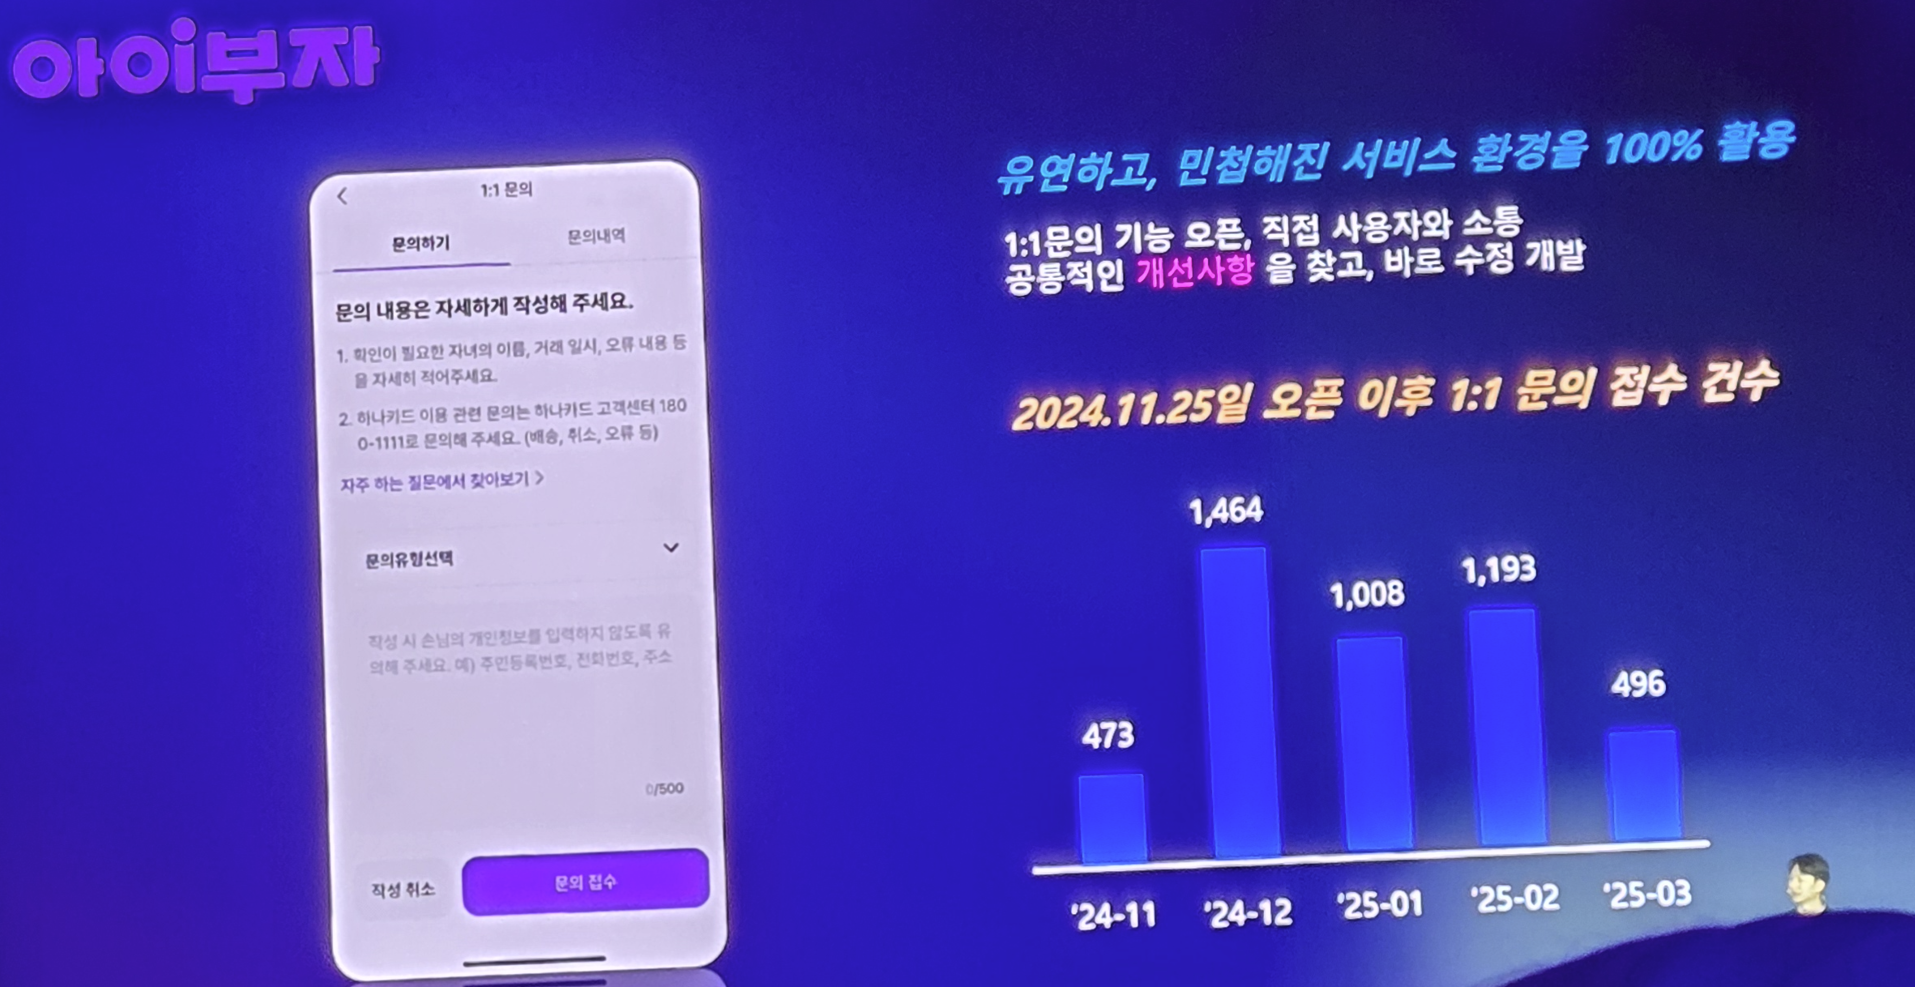 아이부자
1:1 문의
문의하기
문의내역
문의 내용은 자세하게 작성해 주세요.
1. 확인이 필요한 자녀의 이름, 거래 일시, 오류 내용 등
을 자세히 적어주세요.
2. 하나카드 이용 관련 문의는 하나카드 고객센터 180
0-1111로 문의해 주세요. (배송, 취소, 오류 등)
자주 하는 질문에서 찾아보기 >
문의유형선택
작성 시 손님의 개인정보를 입력하지 않도록 유
의해 주세요. 예) 주민등록번호, 전화번호, 주소
0/500
작성 취소
문의 접수
유연하고, 민첩해진 서비스 환경을 100% 활용
1:1문의 기능 오픈, 직접 사용자와 소통
공통적인 개선사항 을 찾고, 바로 수정 개발
2024.11.25일 오픈 이후 1:1 문의 접수 건수
473
1,464
1,008
1,193
496
'24-11
'24-12
'25-01
'25-02
'25-03